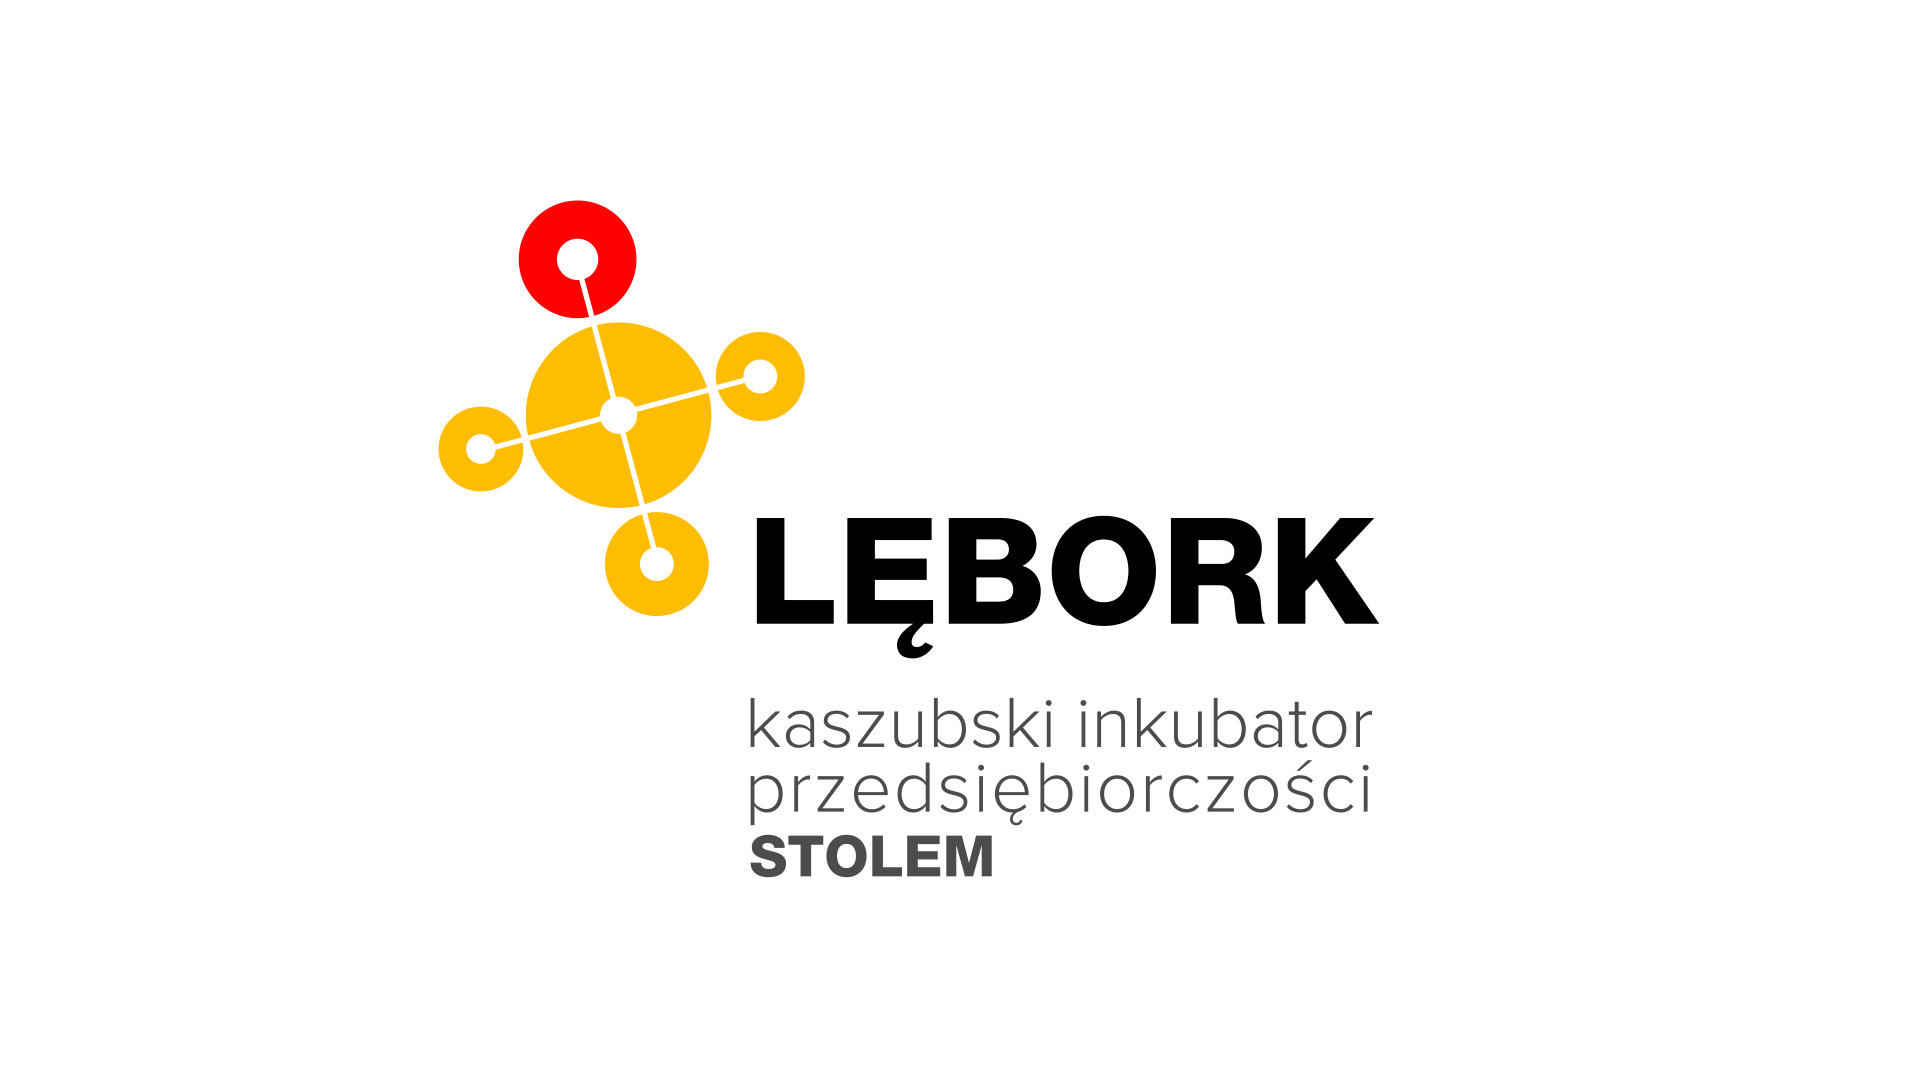 LĘBORK
kaszubski inkubator
przedsiębiorczości
STOLEM